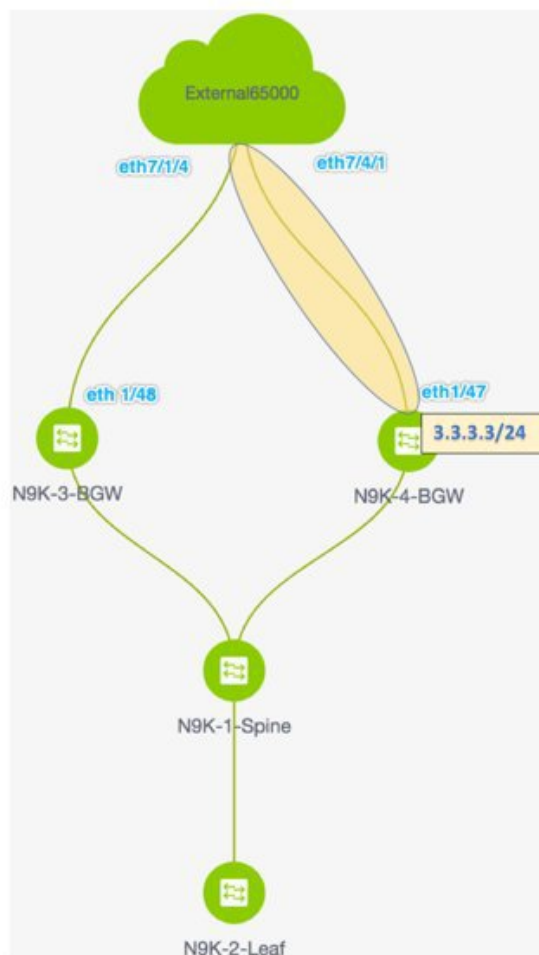 External65000
eth7/1/4
eth7/4/1
eth 1/48
eth1/47
3.3.3.3/24
N9K-3-BGW
N9K-4-BGW
N9K-1-Spine
N9K-2-Leaf